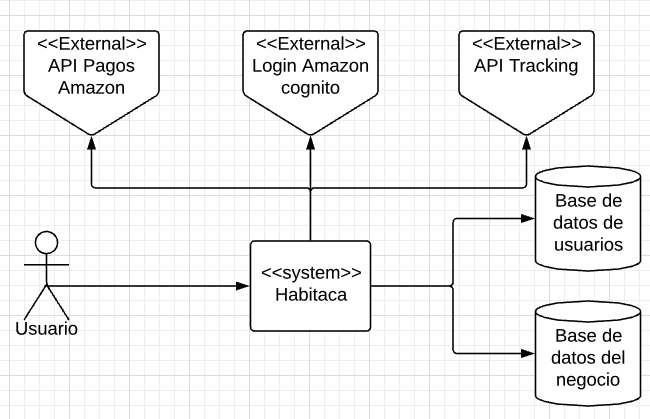 <<External>>
API Pagos
Amazon
<<External>>
Login Amazon
cognito
<<External>>
API Tracking
Base de
datos de
usuarios
<<system>>
Habitaca
Usuario
Base de
datos del
negocio